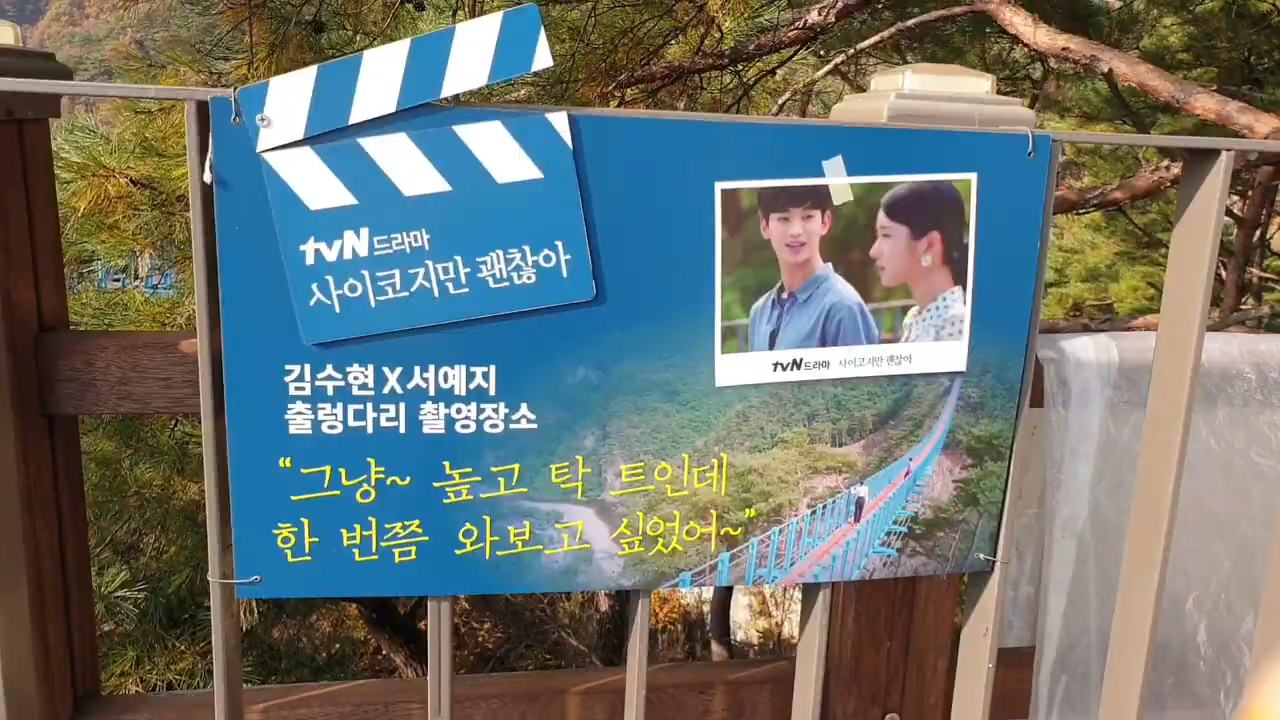 tvN 드라마
사이코지만 괜찮아
김수현 X 서예지
출렁다리 촬영장소
“그냥~ 높고 탁 트인데
한 번쯤 와보고 싶었어~”
tvN 드라마 사이코지만 괜찮아